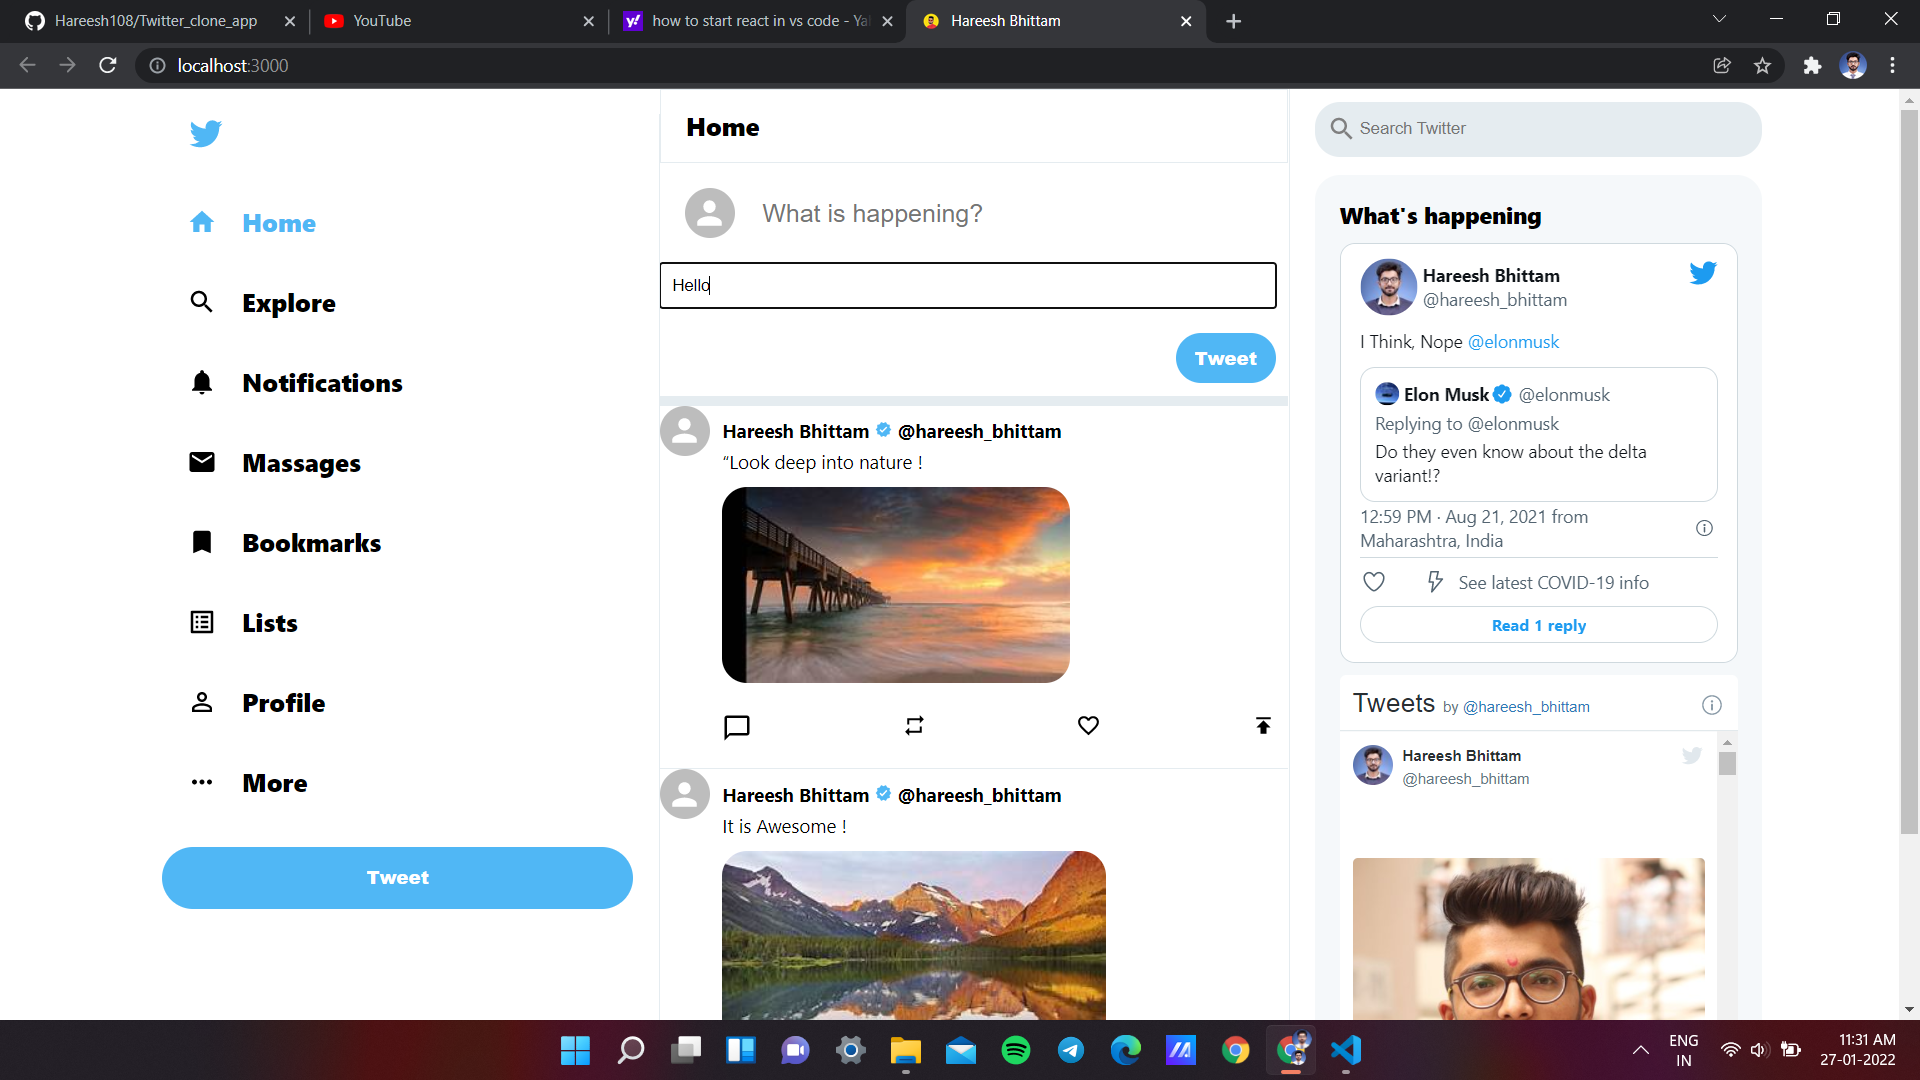 Hareesh108/Twitter_clone_app
YouTube
how to start react in vs code - Ya
Hareesh Bhittam
localhost:3000
Home
Explore
Notifications
Massages
Bookmarks
Lists
Profile
More
Tweet
Home
What is happening?
Hello
Tweet
Hareesh Bhittam @hareesh_bhittam
“Look deep into nature !
Hareesh Bhittam @hareesh_bhittam
It is Awesome !
Search Twitter
What's happening
Hareesh Bhittam
@hareesh_bhittam
I Think, Nope @elonmusk
Elon Musk @elonmusk
Replying to @elonmusk
Do they even know about the delta
variant!?
12:59 PM · Aug 21, 2021 from
Maharashtra, India
See latest COVID-19 info
Read 1 reply
Tweets by @hareesh_bhittam
Hareesh Bhittam
@hareesh_bhittam
ENG
IN
11:31 AM
27-01-2022